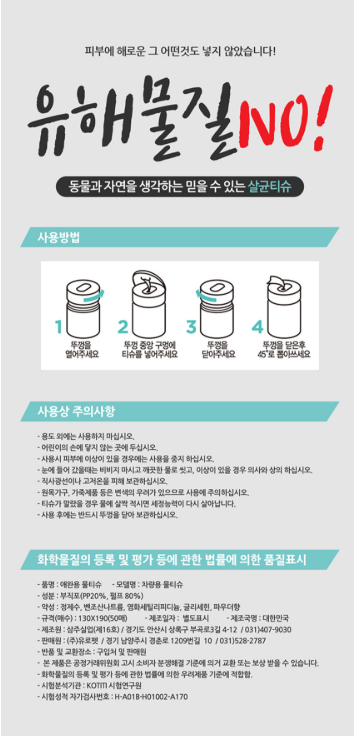 피부에 해로운 그 어떤것도 넣지 않았습니다!
유해물질NO!
동물과 자연을 생각하는 믿을 수 있는 살균티슈
사용방법
1 뚜껑을
열어주세요
2 뚜껑 중앙 구멍에
티슈를 넣어주세요
3 뚜껑을
닫아주세요
4 뚜껑을 닫은후
45˚로 뽑아쓰세요
사용상 주의사항
- 용도 외에는 사용하지 마십시오.
- 어린이의 손에 닿지 않는 곳에 두십시오.
- 사용시 피부에 이상이 있을 경우에는 사용을 중지 하십시오.
- 눈에 들어 갔을때는 비비지 마시고 깨끗한 물로 씻고, 이상이 있을 경우 의사와 상의 하십시오.
- 직사광선이나 고저온을 피해 보관하십시오.
- 원목가구, 가죽제품 등은 변색의 우려가 있으므로 사용에 주의하십시오.
- 티슈가 말랐을 경우 물에 살짝 적시면 세정능력이 다시 살아납니다.
- 사용 후에는 반드시 뚜껑을 닫아 보관하십시오.
화학물질의 등록 및 평가 등에 관한 법률에 의한 품질표시
- 품명 : 애완용 물티슈 - 모델명 : 차량용 물티슈
- 성분 : 부직포(PP20%, 펄프 80%)
- 약성 : 정제수, 벤조산나트륨, 염화세틸리피디늄, 글리세린, 파우더향
- 규격(매수) : 130X190(50매) - 제조일자 : 별도표시 - 제조국명 : 대한민국
- 제조원 : 삼주실업(제16호) / 경기도 안산시 상록구 부곡로3길 4-12 / 031)407-9030
- 판매원 : (주)유로펫 / 경기 남양주시 경춘로 1209번길 10 / 031)528-2787
- 반품 및 교환장소 : 구입처 및 판매원
- 본 제품은 공정거래위원회 고시 소비자 분쟁해결 기준에 의거 교환 또는 보상 받을 수 있습니다.
- 화학물질의 등록 및 평가 등에 관한 법률에 의한 우려제품 기준에 적합함.
- 시험분석기관 : KOTITI 시험연구원
- 시험성적 자가검사번호 : H-A01B-H01002-A170